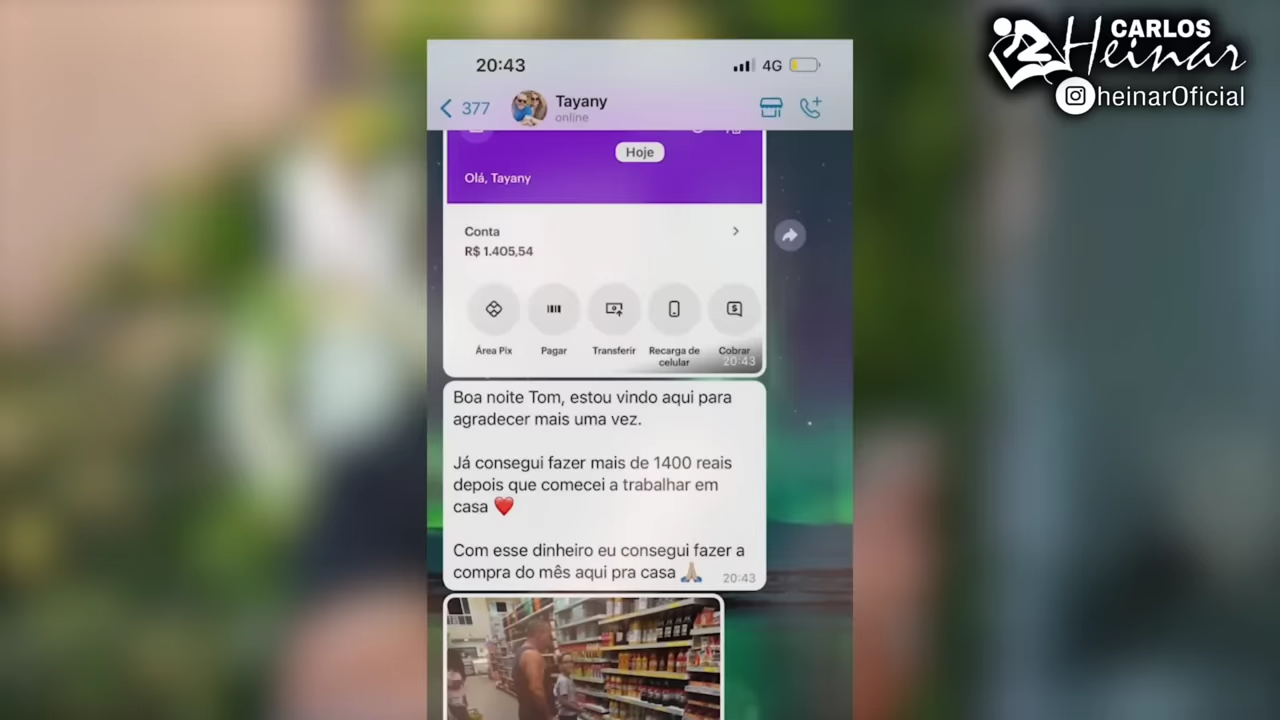 CARLOS
Heinar
heinarOficial
20:43
4G
377
Tayany
online
Hoje
Olá, Tayany
Conta
R$ 1.405,54
Área Pix
Pagar
Transferir
Recarga de
celular
Cobrar
20:43
Boa noite Tom, estou vindo aqui para
agradecer mais uma vez.
Já consegui fazer mais de 1400 reais
depois que comecei a trabalhar em
casa ❤️
Com esse dinheiro eu consegui fazer a
compra do mês aqui pra casa 🙏🏼
20:43